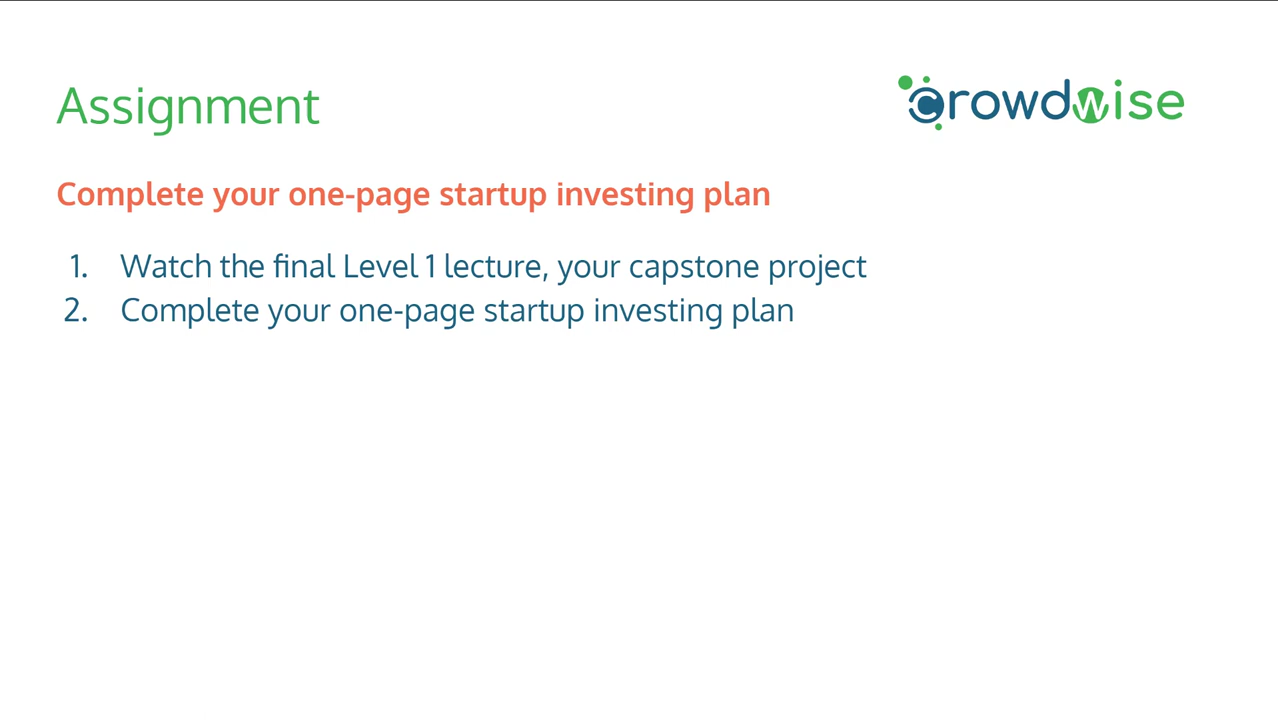 Assignment
crowdwise
Complete your one-page startup investing plan
1. Watch the final Level 1 lecture, your capstone project
2. Complete your one-page startup investing plan